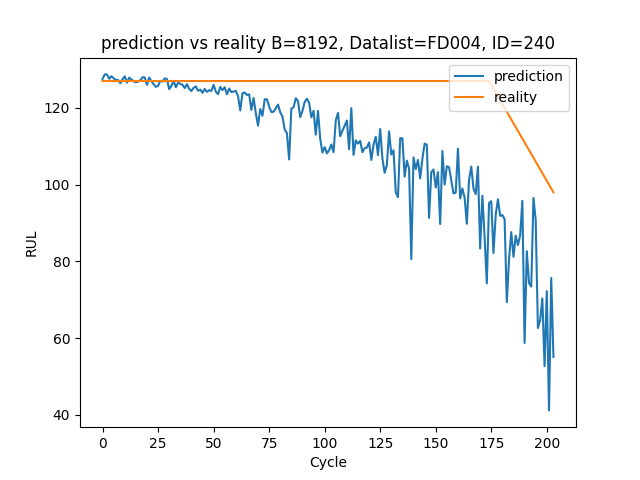 prediction vs reality B=8192, Datalist=FD004, ID=240
prediction
reality
RUL
120
100
80
60
40
0 25 50 75 100 125 150 175 200
Cycle